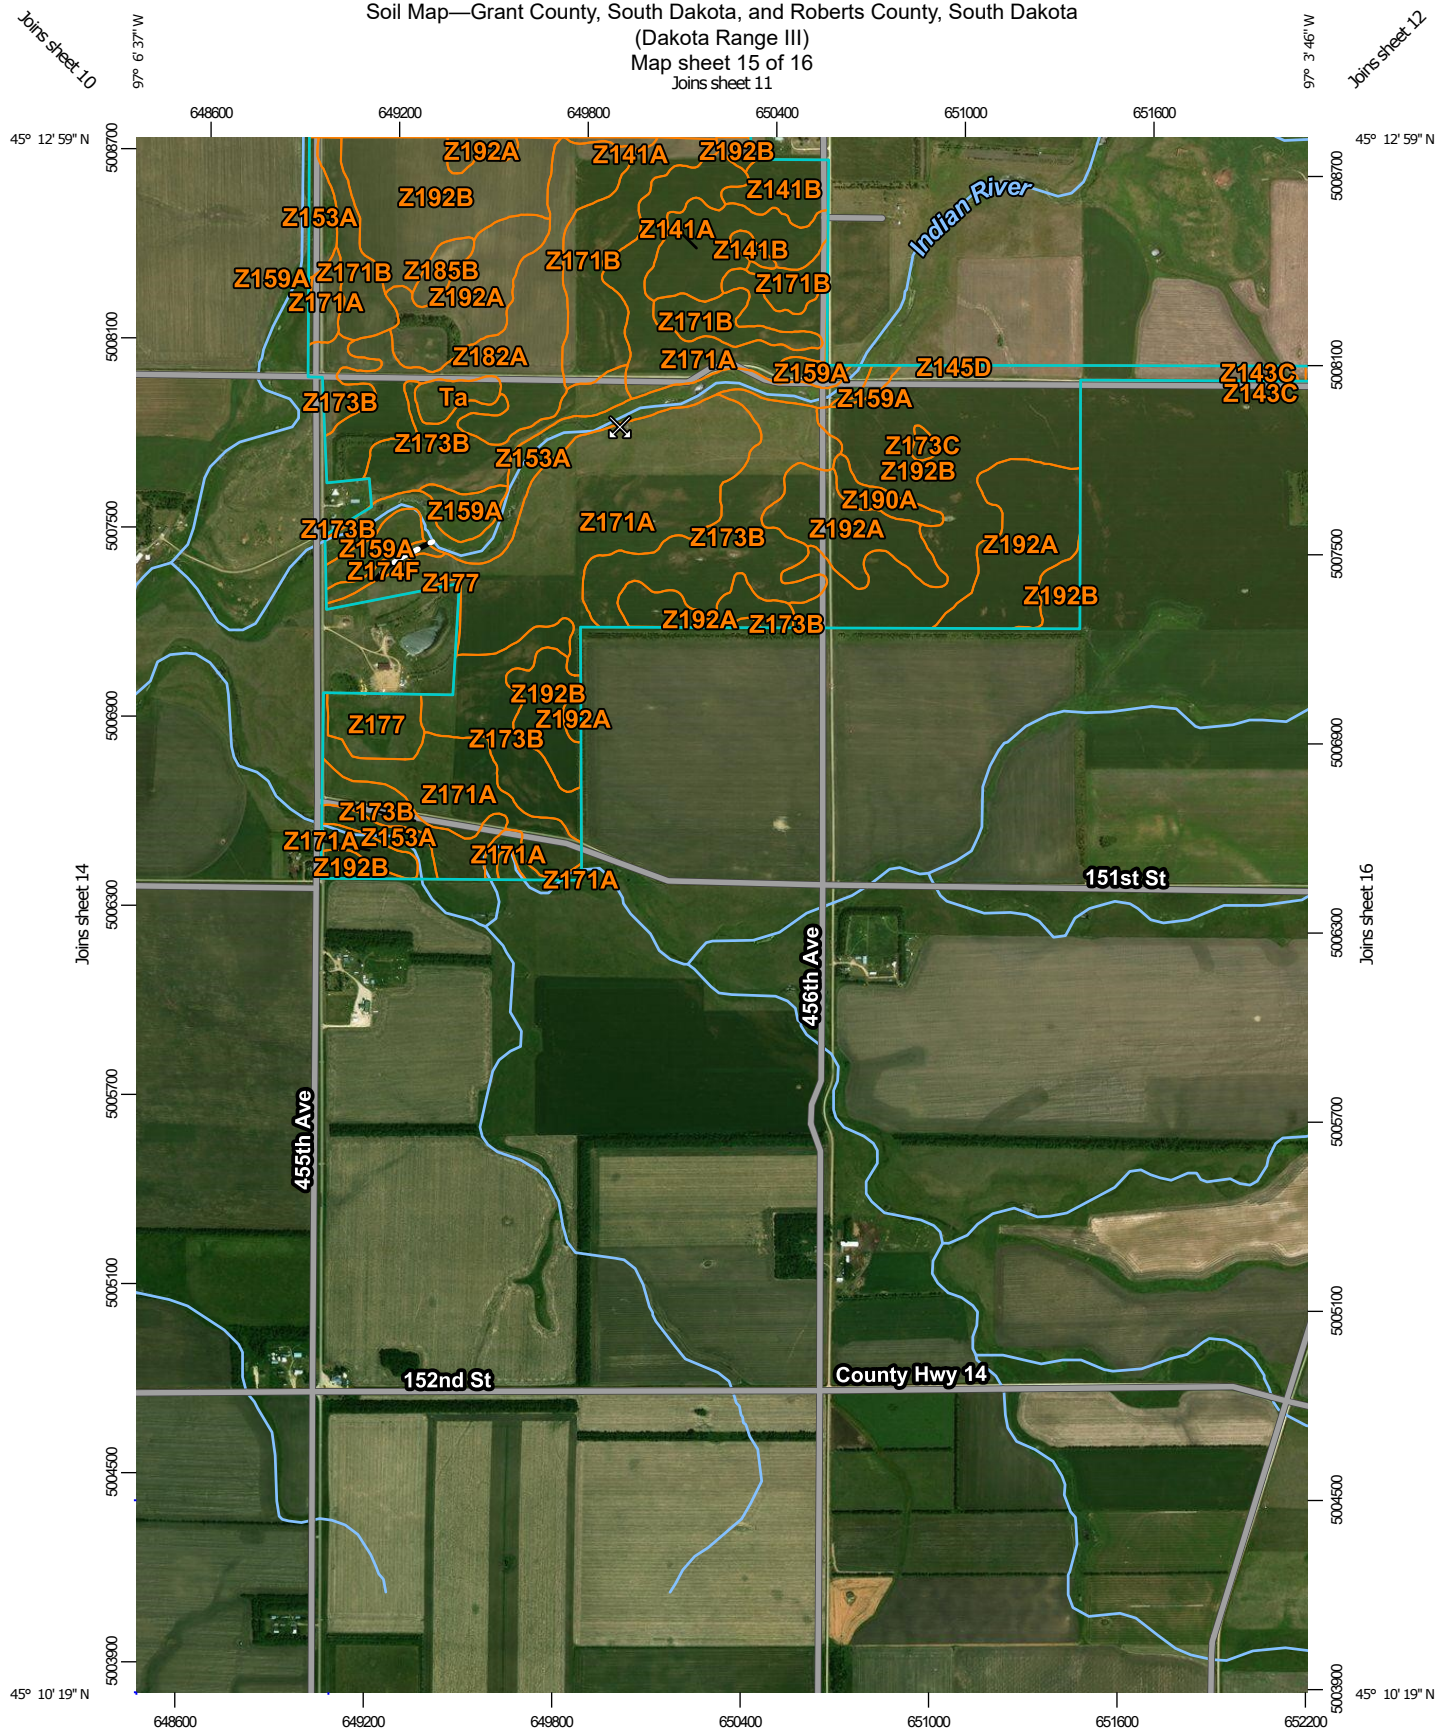 Soil Map—Grant County, South Dakota, and Roberts County, South Dakota
(Dakota Range III)
Map sheet 15 of 16
Joins sheet 11
Joins sheet 10
97° 6' 37" W
97° 3' 46" W
Joins sheet 12
648600 649200 649800 650400 651000 651600
45° 12' 59" N
45° 12' 59" N
5008700
5008700
Z192A
Z141A
Z192B
Z192B
Z141B
Indian River
Z153A
Z141A
Z141B
Z171B
Z159A
Z171B
Z185B
Z171B
Z171A
Z192A
Z171B
5008100
5008100
Z182A
Z171A
Z159A
Z145D
Z143C
Z143C
Z173B
Ta
Z159A
Z173B
Z173C
Z153A
Z192B
Z190A
Z159A
Z171A
Z173B
Z173B
Z192A
5007500
5007500
Z159A
Z192A
Z174F
Z177
Z192B
Z192A
Z173B
Z192B
Z192A
Z177
Z173B
5006900
5006900
Z171A
Z173B
Z171A
Z153A
Z171A
Z192B
Z171A
151st St
Joins sheet 14
Joins sheet 16
5006300
5006300
456th Ave
5005700
5005700
455th Ave
5005100
5005100
152nd St
County Hwy 14
5004500
5004500
5003900
5003900
45° 10' 19" N
45° 10' 19" N
648600 649200 649800 650400 651000 651600 652200